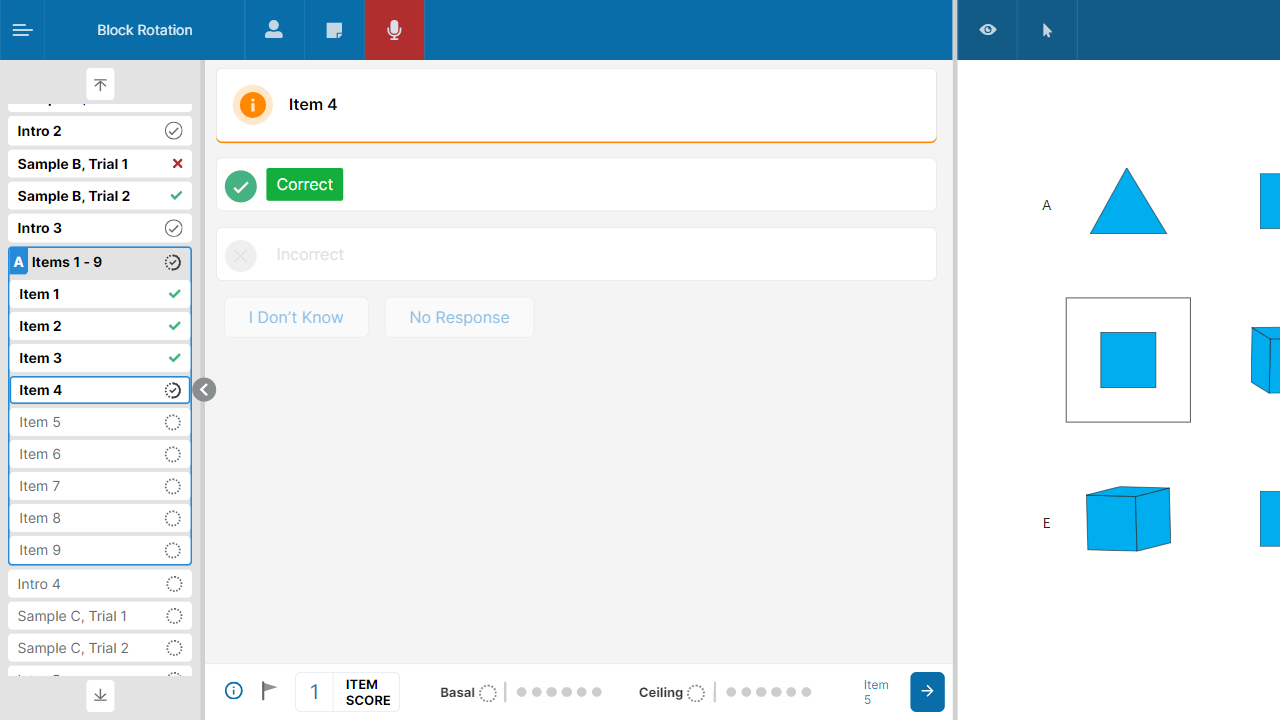 Block Rotation
Intro 2
Sample B, Trial 1
Sample B, Trial 2
Intro 3
A Items 1 - 9
Item 1
Item 2
Item 3
Item 4
Item 5
Item 6
Item 7
Item 8
Item 9
Intro 4
Sample C, Trial 1
Sample C, Trial 2
Item 4
Correct
Incorrect
I Don't Know
No Response
1
ITEM
SCORE
Basal
Ceiling
Item
5
A
E